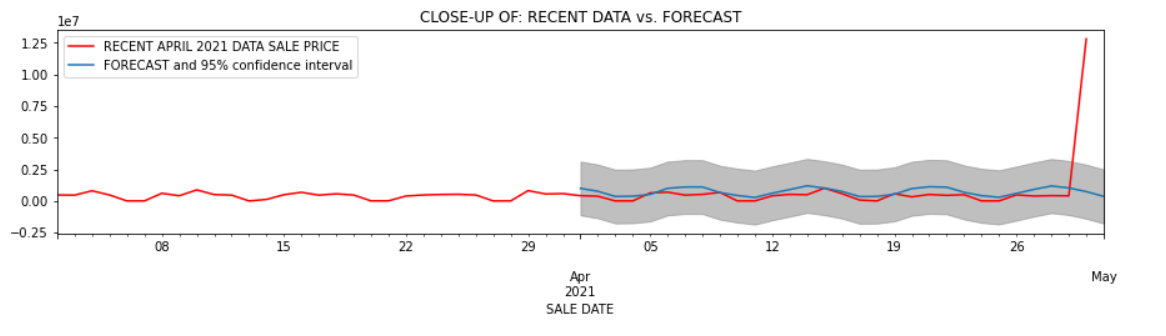 CLOSE-UP OF: RECENT DATA vs. FORECAST
1e7
RECENT APRIL 2021 DATA SALE PRICE
FORECAST and 95% confidence interval
1.25
1.00
0.75
0.50
0.25
0.00
−0.25
08 15 22 29 05 12 19 26
Apr May
2021
SALE DATE